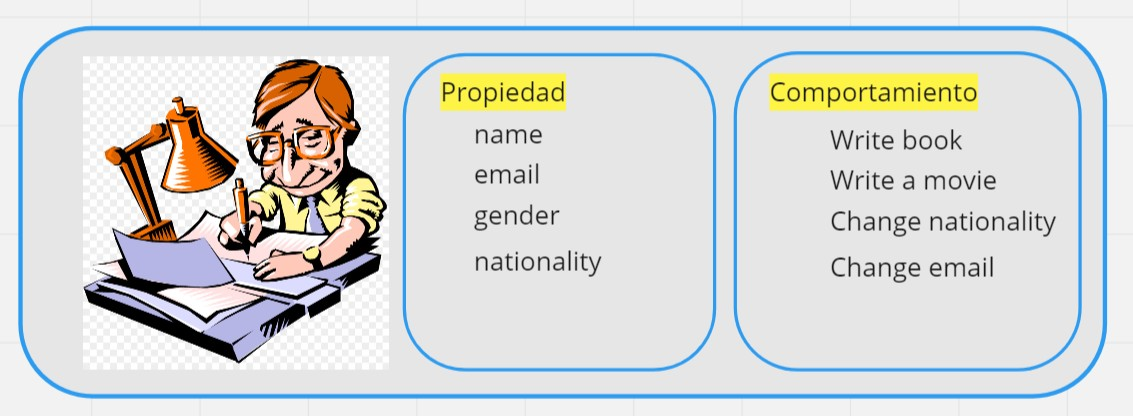 Propiedad
name
email
gender
nationality
Comportamiento
Write book
Write a movie
Change nationality
Change email